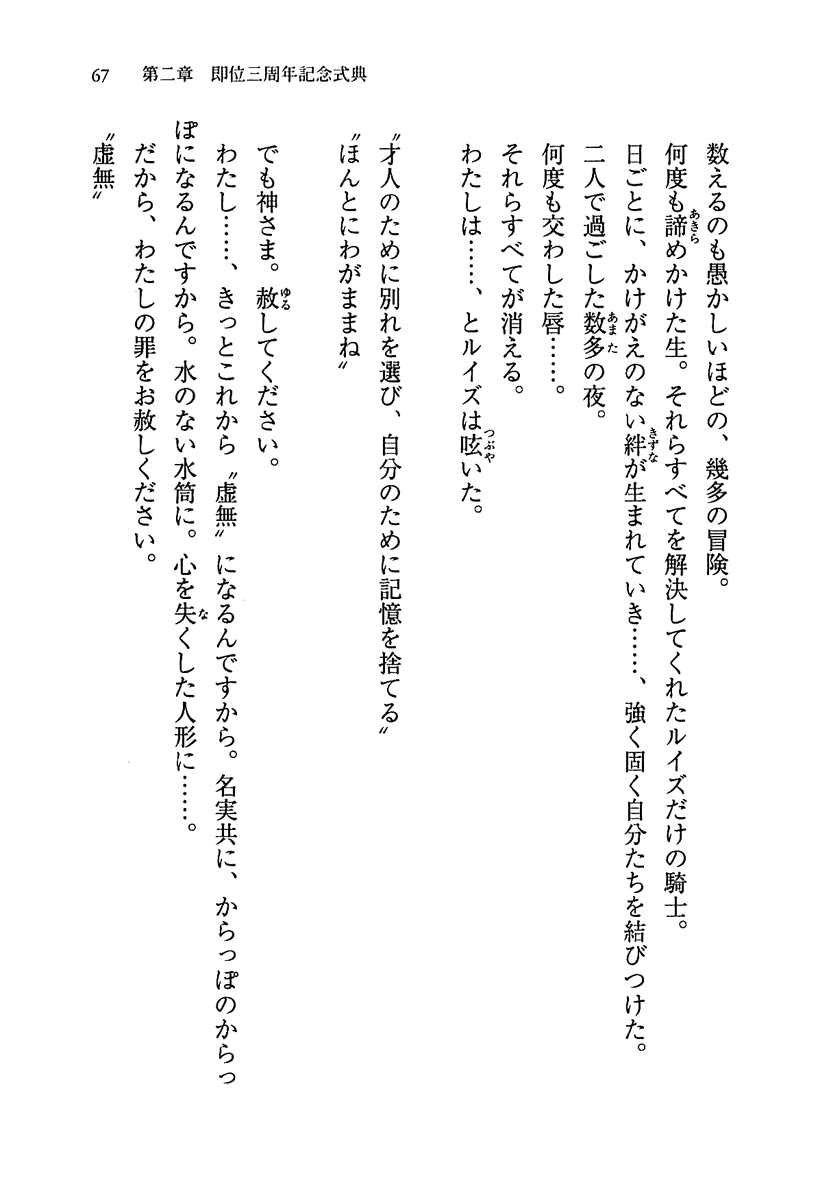 67　第二章　即位三周年記念式典
数えるのも愚かしいほどの、幾多の冒険。
何度も諦めかけた生。それらすべてを解決してくれたルイズだけの騎士。
日ごとに、かけがえのない絆が生まれていき……、強く固く自分たちを結びつけた。
二人で過ごした数多の夜。
何度も交わした唇……。
それらすべてが消える。
わたしは……、とルイズは呟いた。
〝才人のために別れを選び、自分のために記憶を捨てる〟
〝ほんとにわがままね〟
でも神さま。赦してください。
わたし……、きっとこれから〝虚無〟になるんですから。名実共に、からっぽのからっ
ぽになるんですから。水のない水筒に。心を失くした人形に……。
だから、わたしの罪をお赦しください。
〝虚無〟